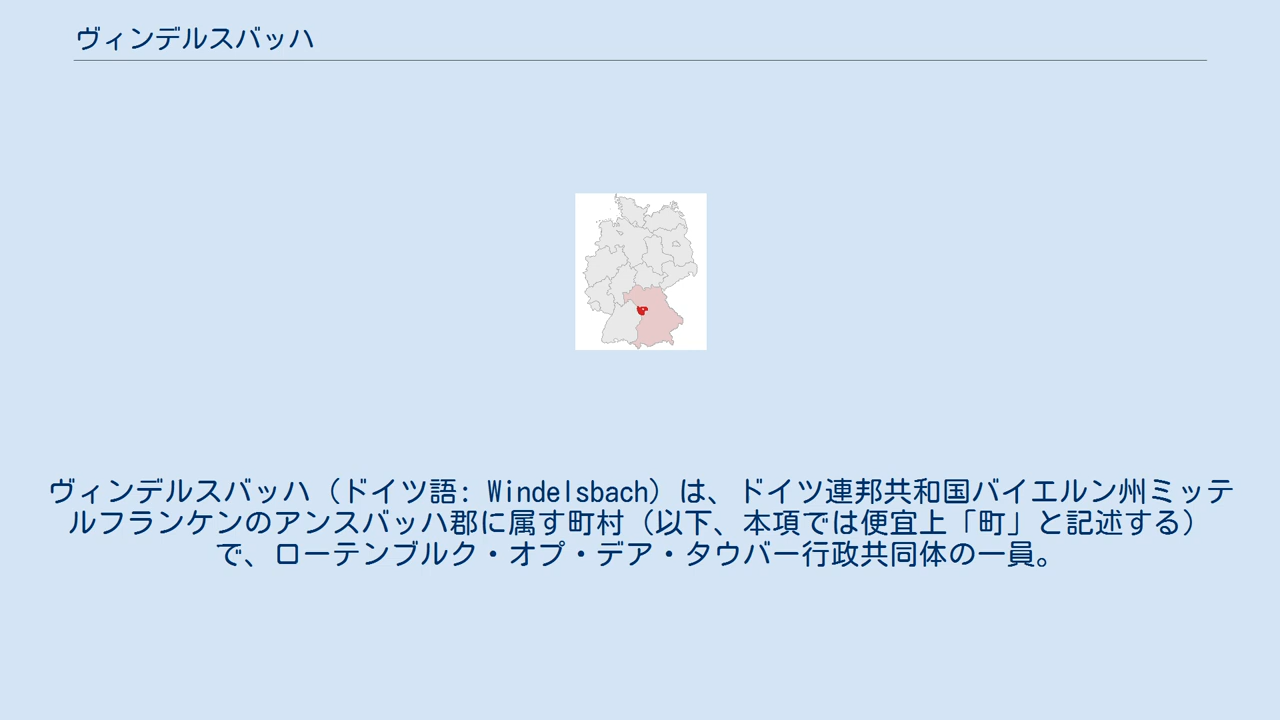 ヴィンデルスバッハ
ヴィンデルスバッハ（ドイツ語: Windelsbach）は、ドイツ連邦共和国バイエルン州ミッテ
ルフランケンのアンスバッハ郡に属す町村（以下、本項では便宜上「町」と記述する）
で、ローテンブルク・オプ・デア・タウバー行政共同体の一員。